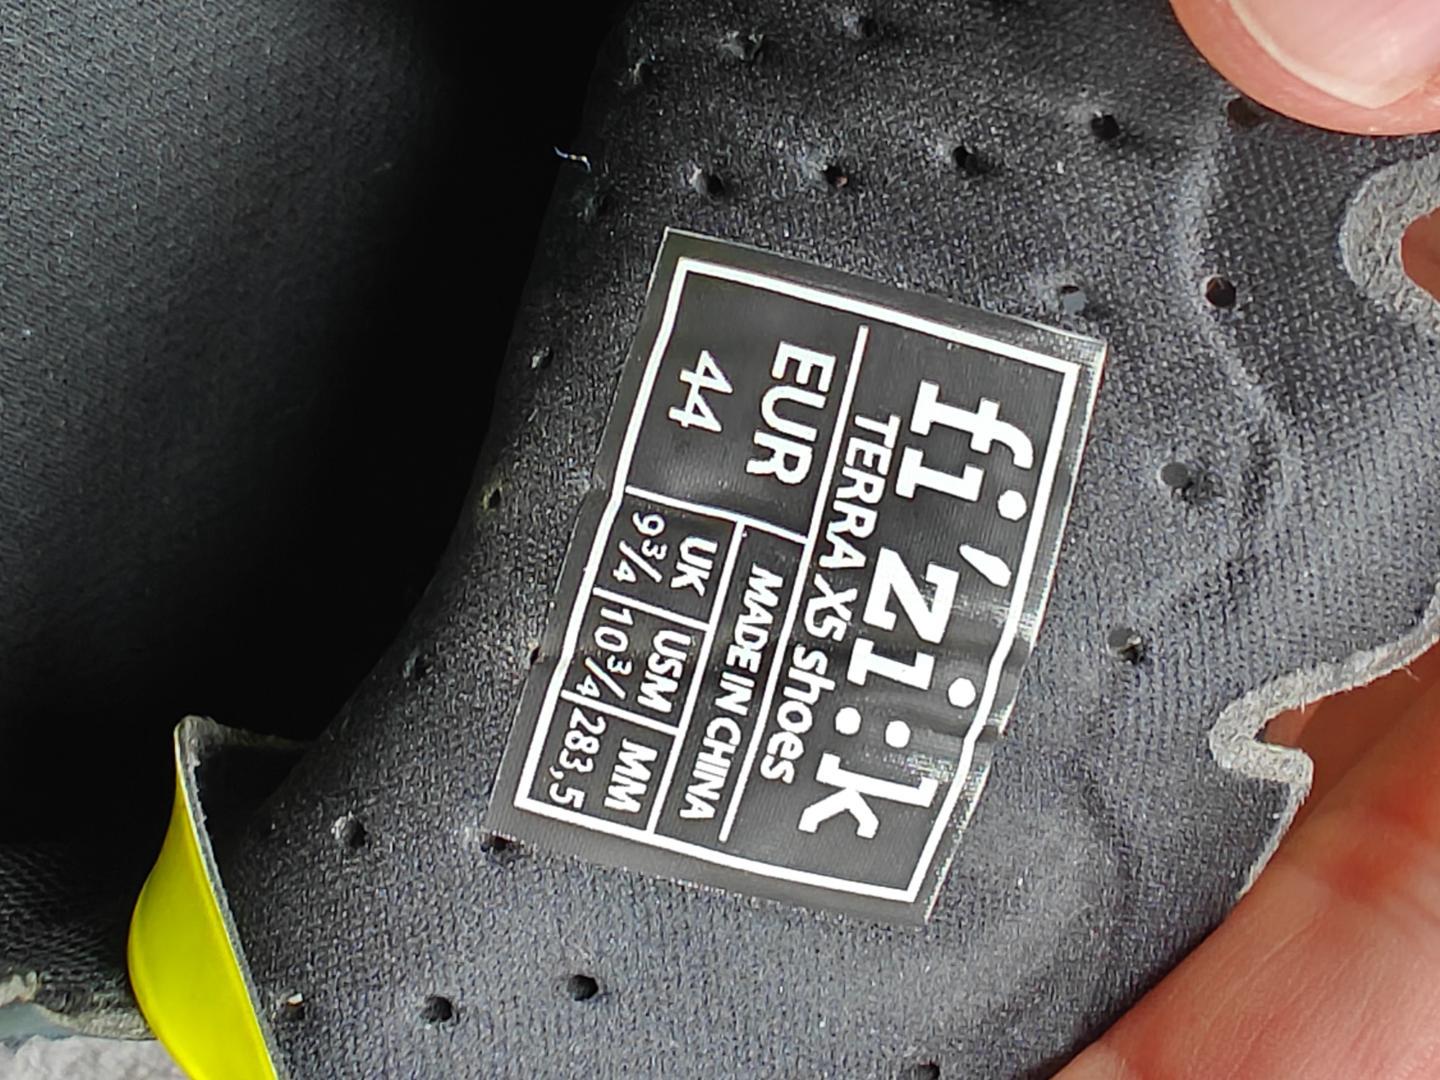 fi'zi:k
TERRA X5 shoes
EUR
44
MADE IN CHINA
UK USM MM
9¾ 10¾ 283,5